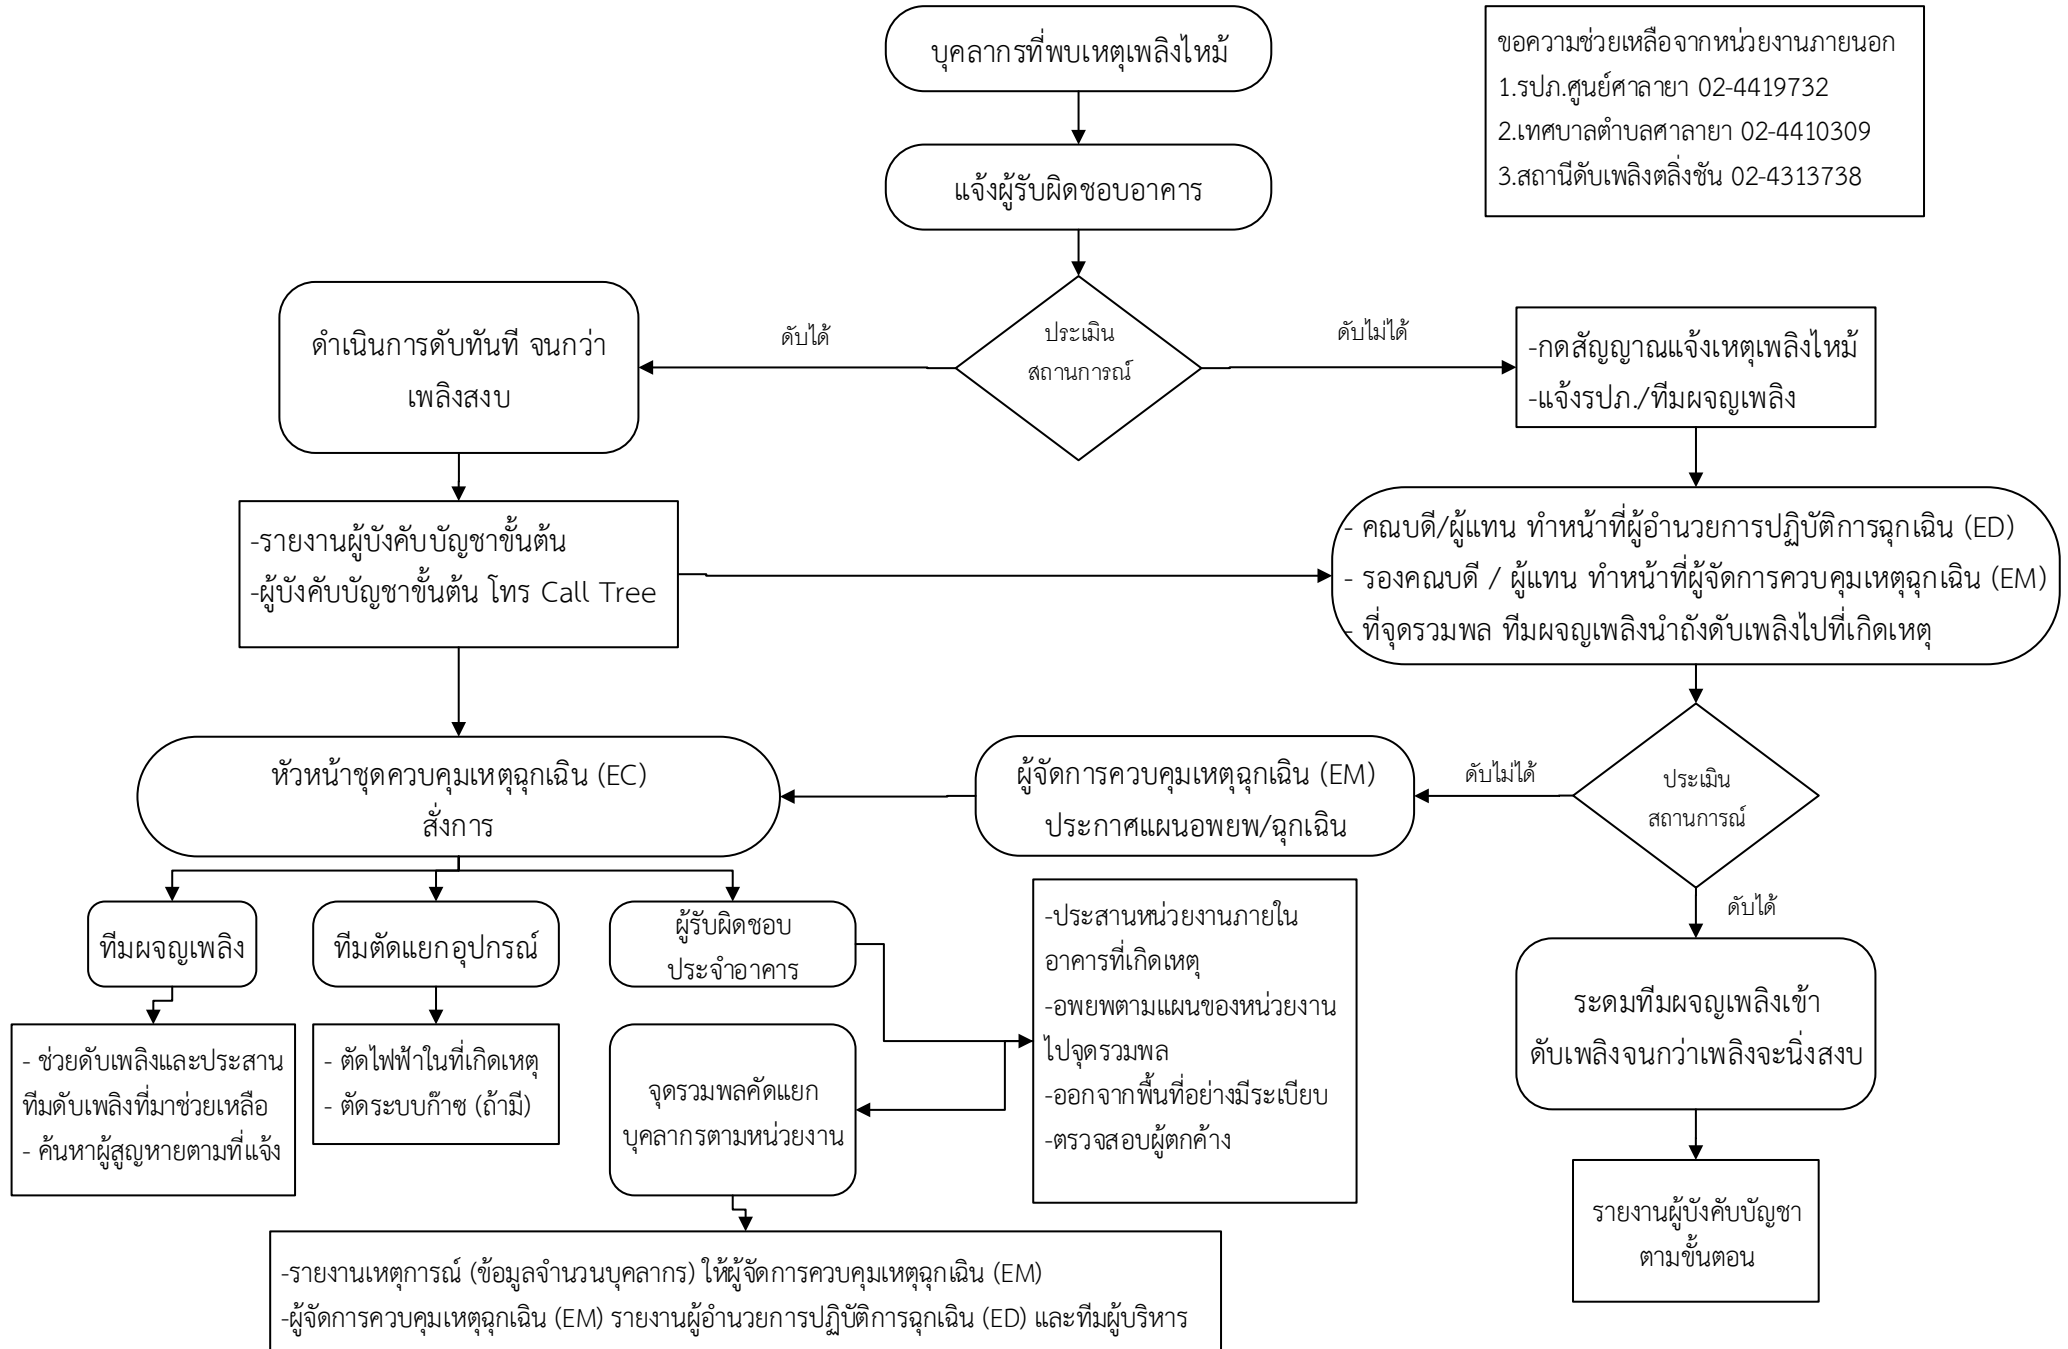 บุคลากรที่พบเหตุเพลิงไหม้
ขอความช่วยเหลือจากหน่วยงานภายนอก
1.รปภ.ศูนย์ศาลายา 02-4419732
2.เทศบาลตำบลศาลายา 02-4410309
3.สถานีดับเพลิงตลิ่งชัน 02-4313738
แจ้งผู้รับผิดชอบอาคาร
ประเมิน
สถานการณ์
ดับได้
ดับไม่ได้
ดำเนินการดับทันที จนกว่า
เพลิงสงบ
-กดสัญญาณแจ้งเหตุเพลิงไหม้
-แจ้งรปภ./ทีมผจญเพลิง
-รายงานผู้บังคับบัญชาขั้นต้น
-ผู้บังคับบัญชาขั้นต้น โทร Call Tree
- คณบดี/ผู้แทน ทำหน้าที่ผู้อำนวยการปฏิบัติการฉุกเฉิน (ED)
- รองคณบดี / ผู้แทน ทำหน้าที่ผู้จัดการควบคุมเหตุฉุกเฉิน (EM)
- ที่จุดรวมพล ทีมผจญเพลิงนำถังดับเพลิงไปที่เกิดเหตุ
หัวหน้าชุดควบคุมเหตุฉุกเฉิน (EC)
สั่งการ
ผู้จัดการควบคุมเหตุฉุกเฉิน (EM)
ประกาศแผนอพยพ/ฉุกเฉิน
ดับไม่ได้
ประเมิน
สถานการณ์
ดับได้
ทีมผจญเพลิง
ทีมตัดแยกอุปกรณ์
ผู้รับผิดชอบ
ประจำอาคาร
-ประสานหน่วยงานภายใน
อาคารที่เกิดเหตุ
-อพยพตามแผนของหน่วยงาน
ไปจุดรวมพล
-ออกจากพื้นที่อย่างมีระเบียบ
-ตรวจสอบผู้ตกค้าง
ระดมทีมผจญเพลิงเข้า
ดับเพลิงจนกว่าเพลิงจะนิ่งสงบ
- ช่วยดับเพลิงและประสาน
ทีมดับเพลิงที่มาช่วยเหลือ
- ค้นหาผู้สูญหายตามที่แจ้ง
- ตัดไฟฟ้าในที่เกิดเหตุ
- ตัดระบบก๊าซ (ถ้ามี)
จุดรวมพลคัดแยก
บุคลากรตามหน่วยงาน
รายงานผู้บังคับบัญชา
ตามขั้นตอน
-รายงานเหตุการณ์ (ข้อมูลจำนวนบุคลากร) ให้ผู้จัดการควบคุมเหตุฉุกเฉิน (EM)
-ผู้จัดการควบคุมเหตุฉุกเฉิน (EM) รายงานผู้อำนวยการปฏิบัติการฉุกเฉิน (ED) และทีมผู้บริหาร